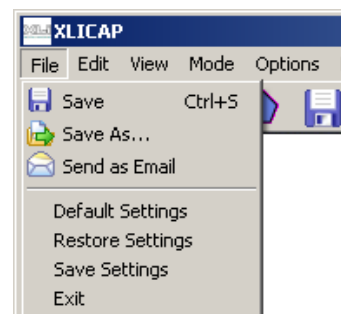 XLICAP
File Edit View Mode Options
Save Ctrl+S
Save As...
Send as Email
Default Settings
Restore Settings
Save Settings
Exit